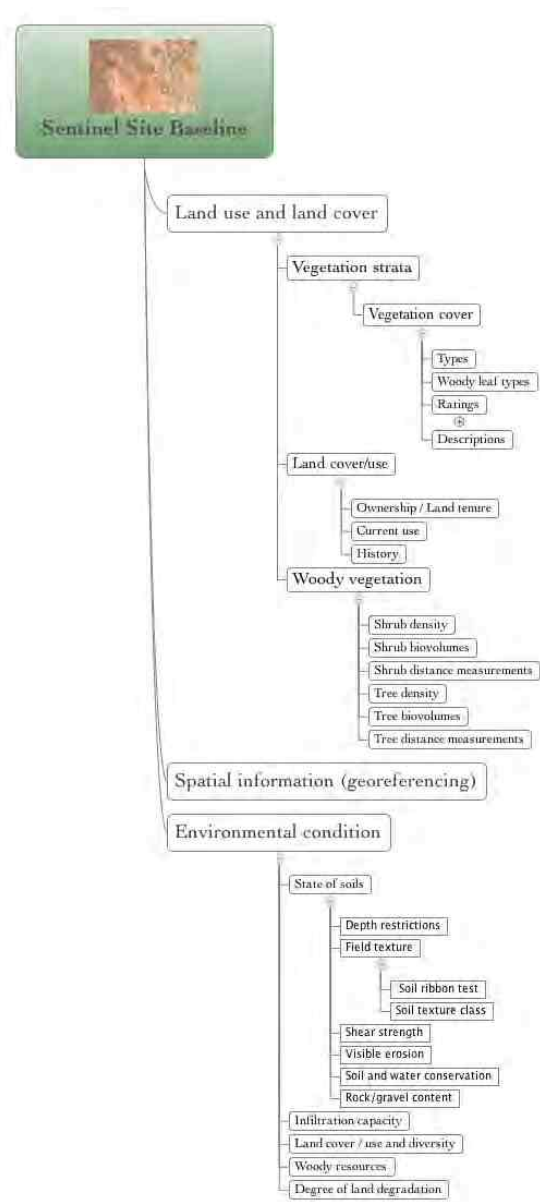 Sentinel Site Baseline
Land use and land cover
Vegetation strata
Vegetation cover
Types
Woody leaf types
Ratings
Descriptions
Land cover/use
Ownership / Land tenure
Current use
History
Woody vegetation
Shrub density
Shrub biovolumes
Shrub distance measurements
Tree density
Tree biovolumes
Tree distance measurements
Spatial information (georeferencing)
Environmental condition
State of soils
Depth restrictions
Field texture
Soil ribbon test
Soil texture class
Shear strength
Visible erosion
Soil and water conservation
Rock/gravel content
Infiltration capacity
Land cover / use and diversity
Woody resources
Degree of land degradation